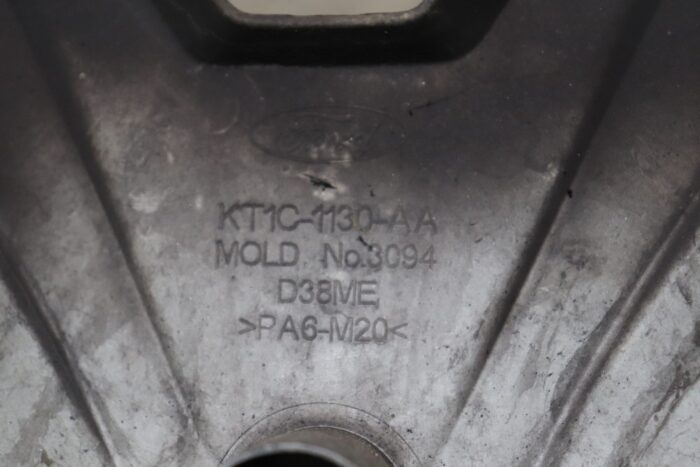 KT1C-1130-AA
MOLD No.3094
D38ME
>PA6-M20<